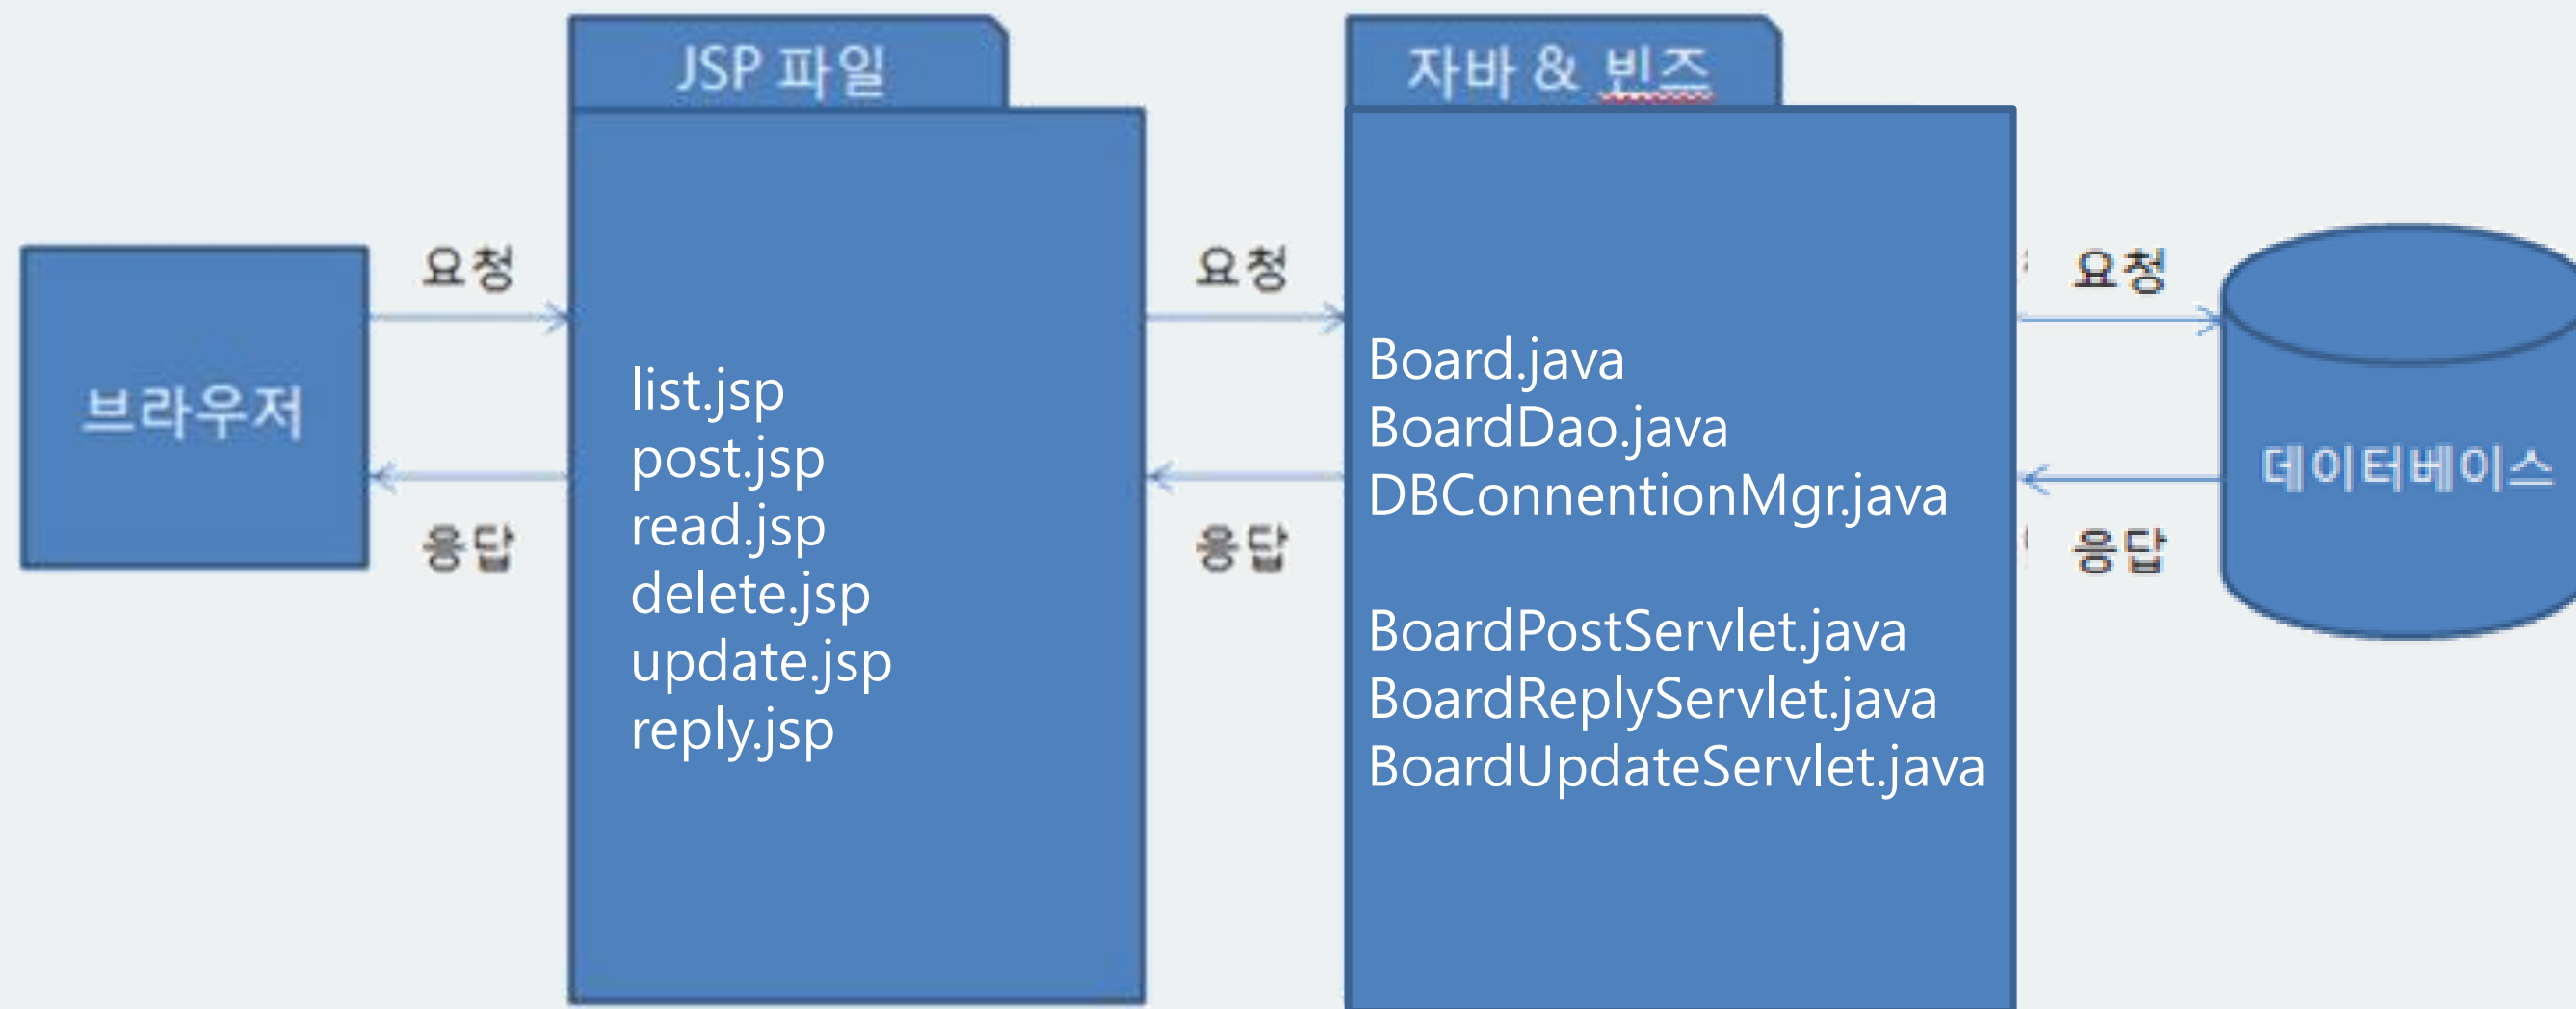 JSP 파일
자바 & 빈즈
브라우저
요청
응답
list.jsp
post.jsp
read.jsp
delete.jsp
update.jsp
reply.jsp
요청
응답
Board.java
BoardDao.java
DBConnentionMgr.java
BoardPostServlet.java
BoardReplyServlet.java
BoardUpdateServlet.java
요청
응답
데이터베이스